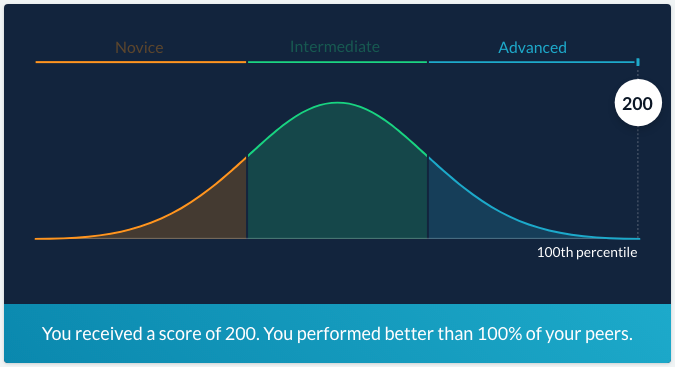 Novice Intermediate Advanced
200
100th percentile
You received a score of 200. You performed better than 100% of your peers.